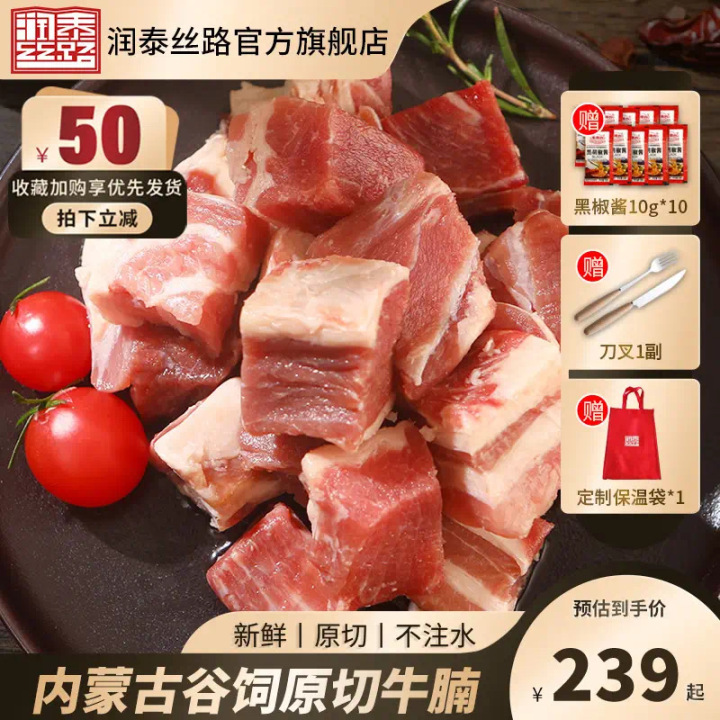 润泰
丝路
润泰丝路官方旗舰店
¥50
收藏加购享优先发货
拍下立减
赠
黑椒酱
黑椒酱10g*10
赠
刀叉1副
赠
定制保温袋*1
新鲜|原切|不注水
内蒙古谷饲原切牛腩
预估到手价
¥239起